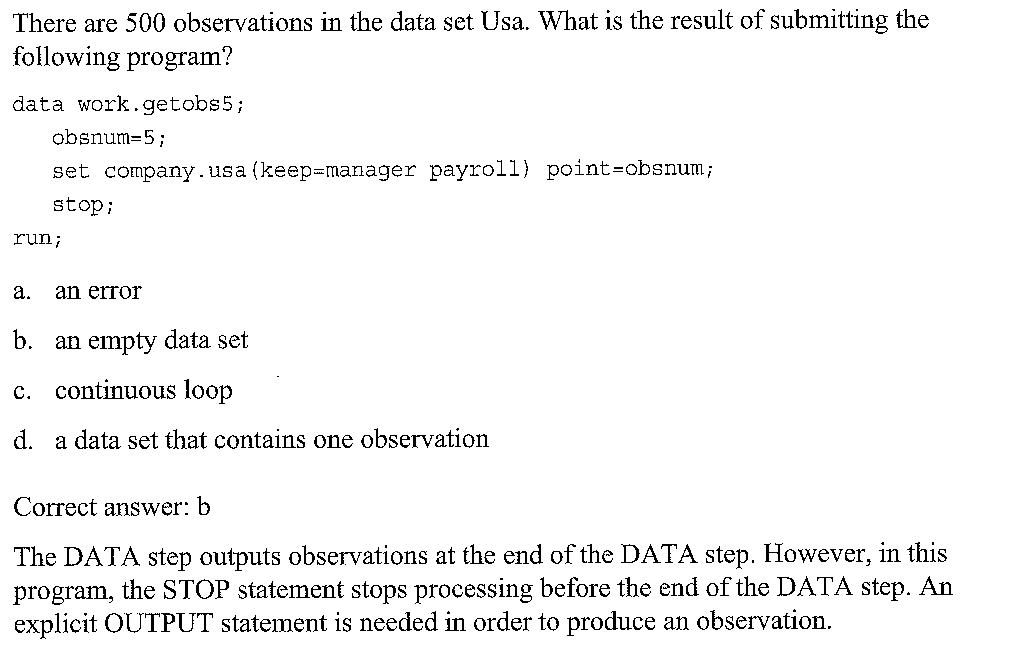 There are 500 observations in the data set Usa. What is the result of submitting the
following program?
data work.getobs5;
obsnum=5;
set company.usa(keep=manager payroll) point=obsnum;
stop;
run;
a. an error
b. an empty data set
c. continuous loop
d. a data set that contains one observation
Correct answer: b
The DATA step outputs observations at the end of the DATA step. However, in this
program, the STOP statement stops processing before the end of the DATA step. An
explicit OUTPUT statement is needed in order to produce an observation.